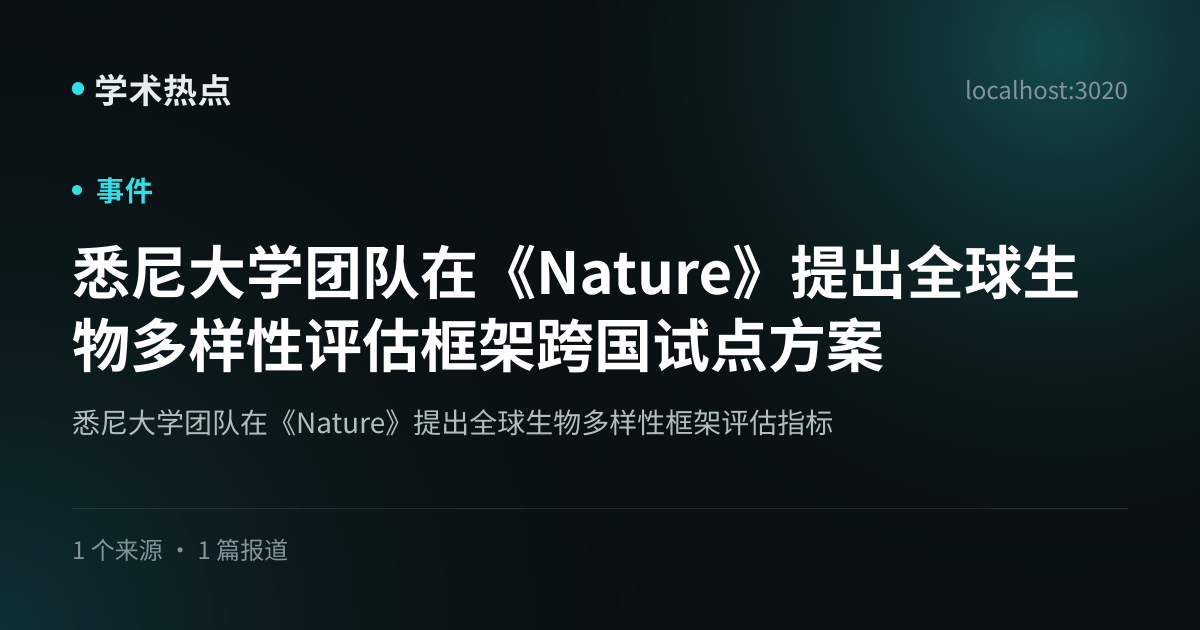 学术热点
localhost:3020
事件
悉尼大学团队在《Nature》提出全球生
物多样性评估框架跨国试点方案
悉尼大学团队在《Nature》提出全球生物多样性框架评估指标
1 个来源 · 1 篇报道